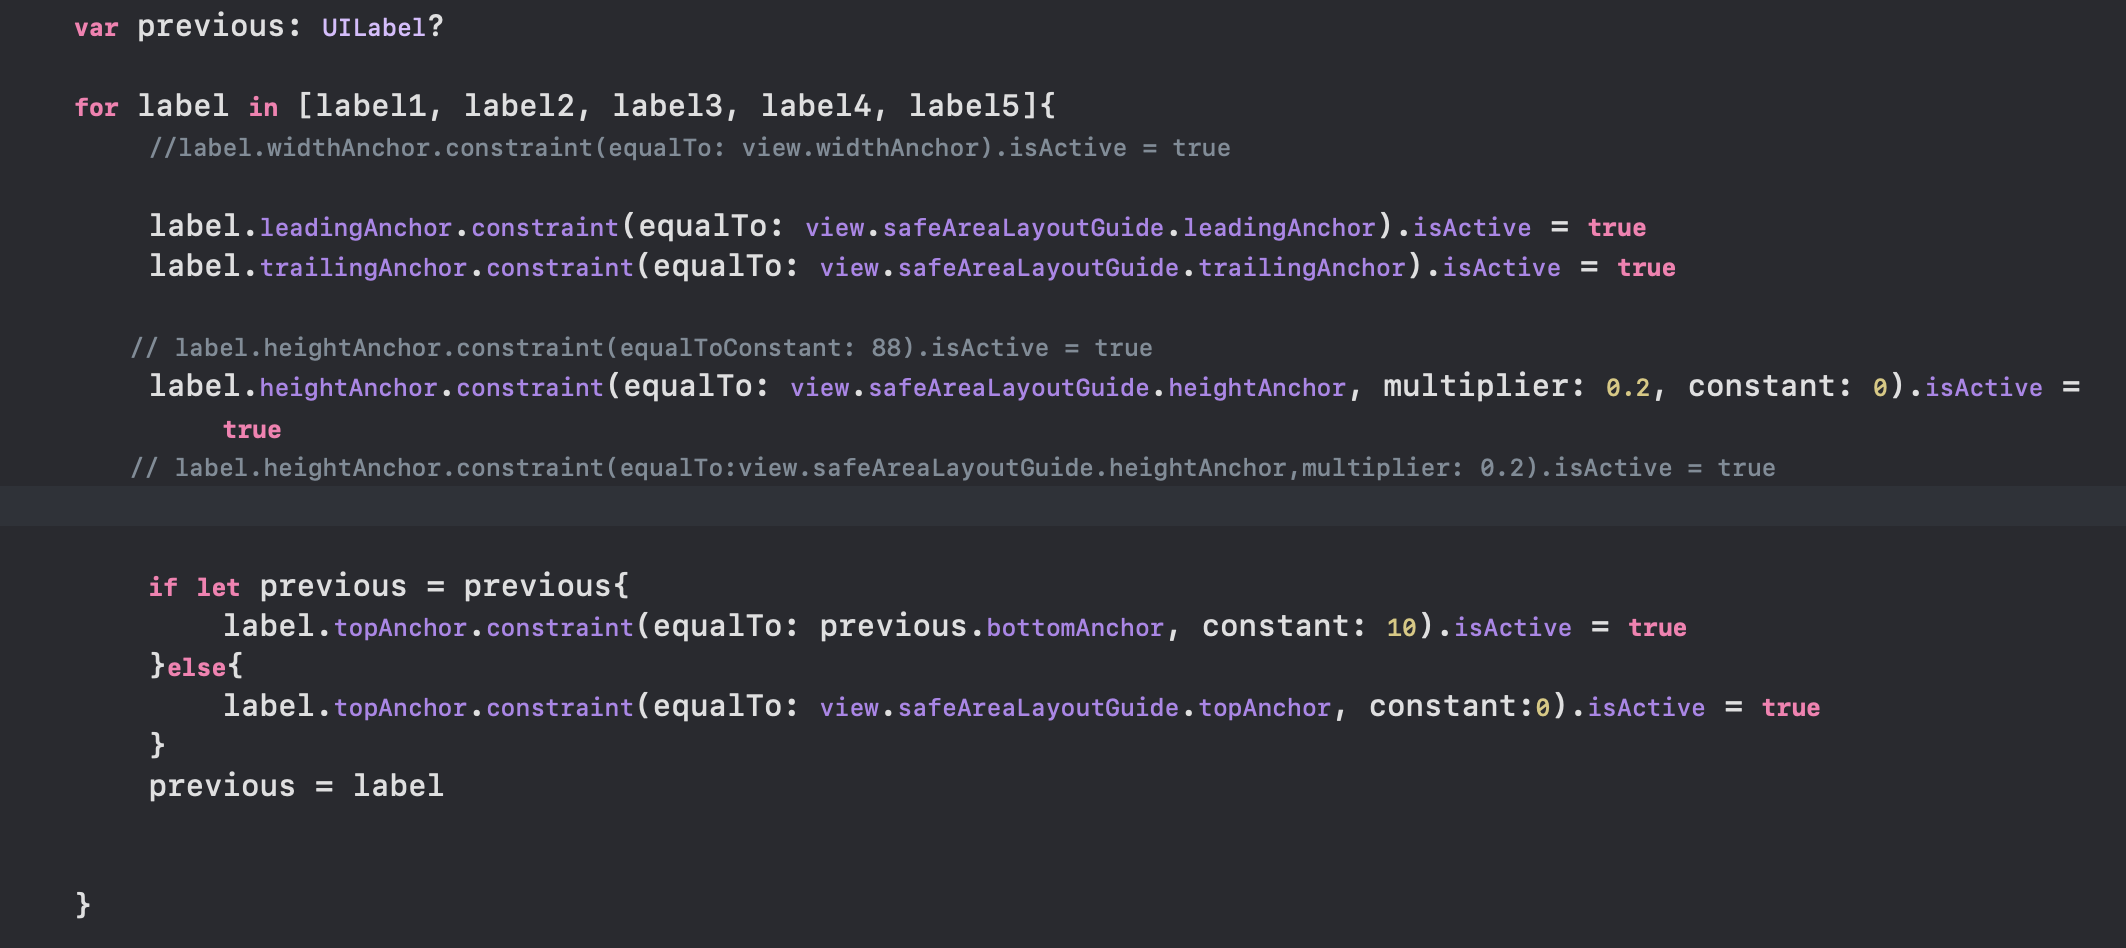 var previous: UILabel?
for label in [label1, label2, label3, label4, label5]{
//label.widthAnchor.constraint(equalTo: view.widthAnchor).isActive = true
label.leadingAnchor.constraint(equalTo: view.safeAreaLayoutGuide.leadingAnchor).isActive = true
label.trailingAnchor.constraint(equalTo: view.safeAreaLayoutGuide.trailingAnchor).isActive = true
// label.heightAnchor.constraint(equalToConstant: 88).isActive = true
label.heightAnchor.constraint(equalTo: view.safeAreaLayoutGuide.heightAnchor, multiplier: 0.2, constant: 0).isActive =
true
// label.heightAnchor.constraint(equalTo:view.safeAreaLayoutGuide.heightAnchor,multiplier: 0.2).isActive = true
if let previous = previous{
label.topAnchor.constraint(equalTo: previous.bottomAnchor, constant: 10).isActive = true
}else{
label.topAnchor.constraint(equalTo: view.safeAreaLayoutGuide.topAnchor, constant:0).isActive = true
}
previous = label
}